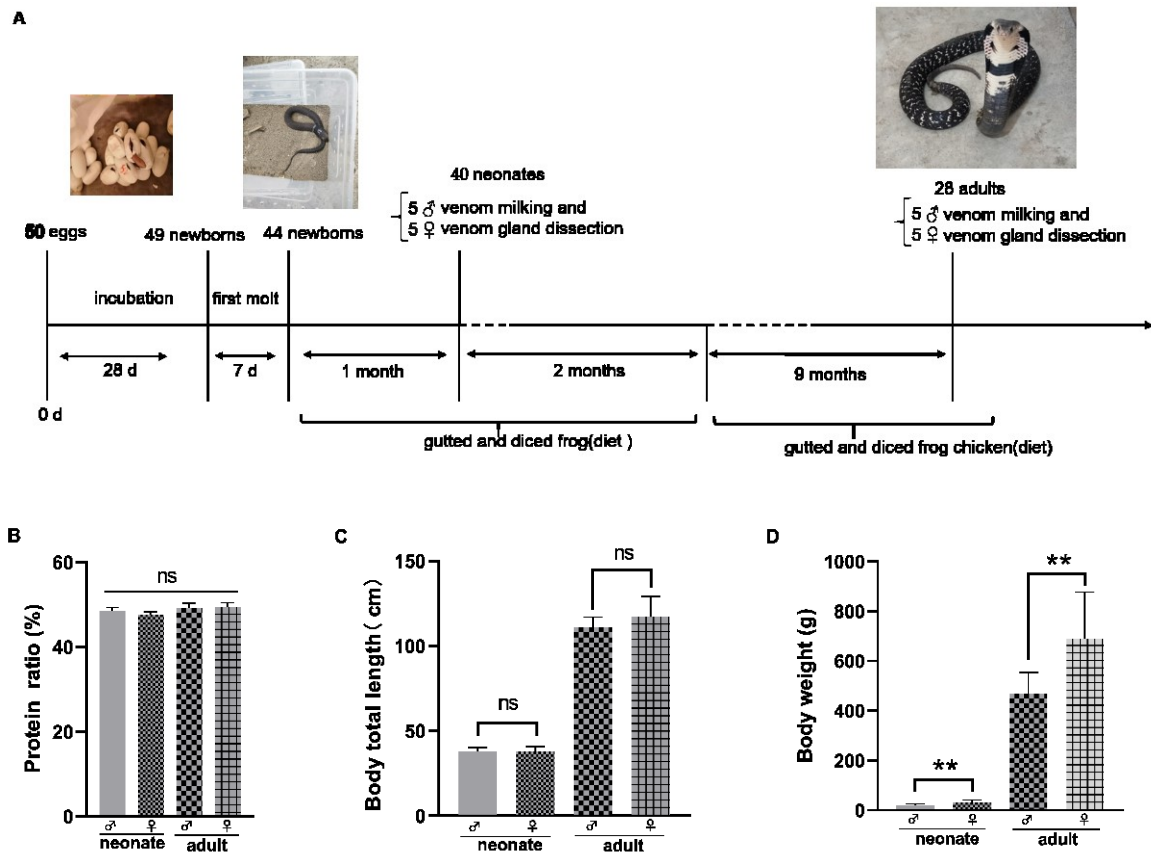 A
40 neonates
5 ♂ venom milking and
5 ♀ venom gland dissection
28 adults
5 ♂ venom milking and
5 ♀ venom gland dissection
50 eggs
49 newborns
44 newborns
incubation
first molt
28 d
7 d
1 month
2 months
9 months
0 d
gutted and diced frog(diet )
gutted and diced frog chicken(diet)
B
Protein ratio (%)
60
40
20
0
ns
♂ ♀ ♂ ♀
neonate adult
C
Body total length( cm)
150
100
50
0
ns
ns
♂ ♀ ♂ ♀
neonate adult
D
Body weight (g)
1000
800
600
400
200
0
**
**
♂ ♀ ♂ ♀
neonate adult